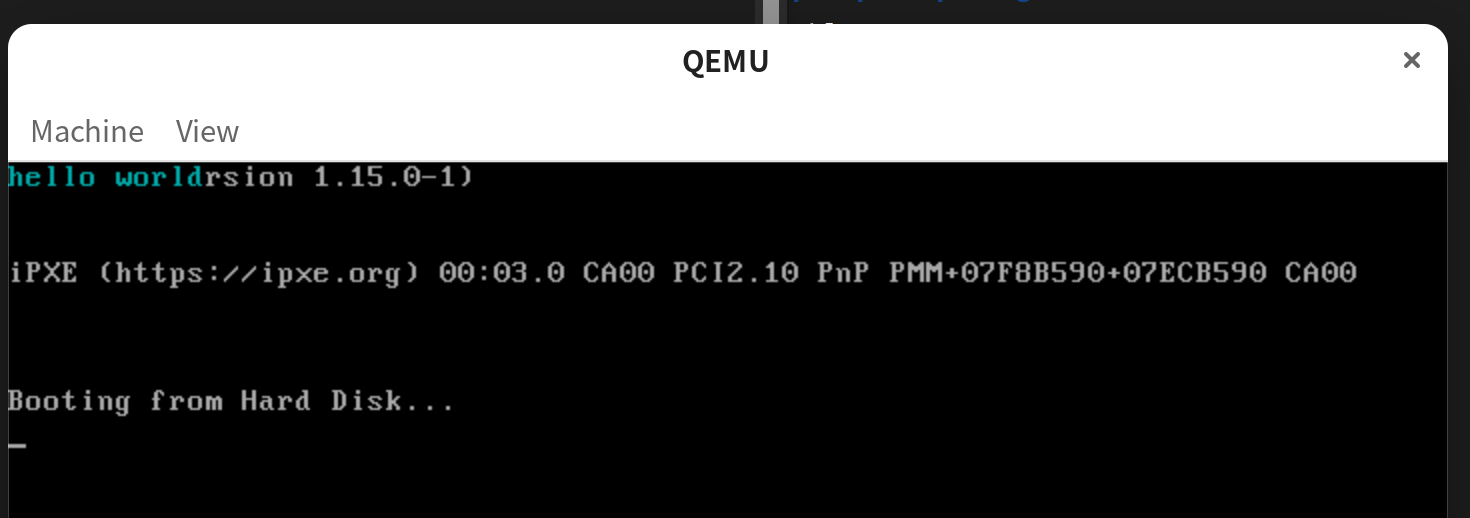 QEMU
Machine View
hello worldrsion 1.15.0-1)
iPXE (https://ipxe.org) 00:03.0 CA00 PCI2.10 PnP PMM+07F8B590+07ECB590 CA00
Booting from Hard Disk...
_